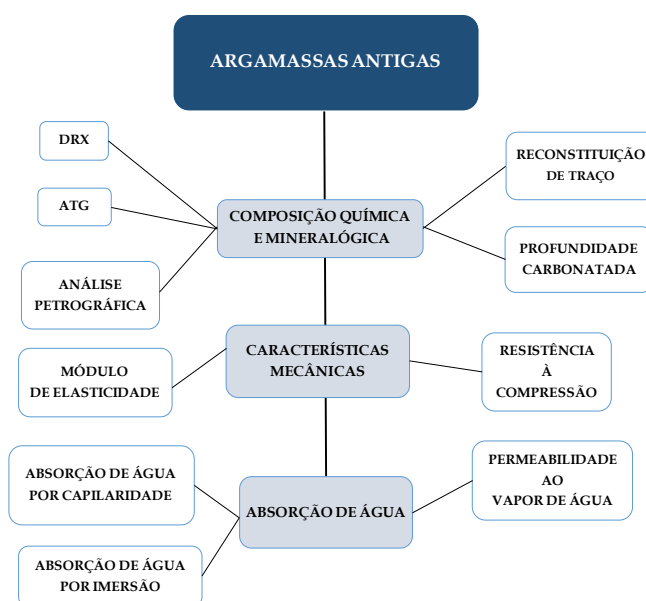 ARGAMASSAS ANTIGAS
DRX
RECONSTITUIÇÃO
DE TRAÇO
ATG
COMPOSIÇÃO QUÍMICA
E MINERALÓGICA
PROFUNDIDADE
CARBONATADA
ANÁLISE
PETROGRÁFICA
CARACTERÍSTICAS
MECÂNICAS
MÓDULO
DE ELASTICIDADE
RESISTÊNCIA
À
COMPRESSÃO
ABSORÇÃO DE ÁGUA
POR CAPILARIDADE
PERMEABILIDADE
AO
VAPOR DE ÁGUA
ABSORÇÃO DE ÁGUA
ABSORÇÃO DE ÁGUA
POR IMERSÃO